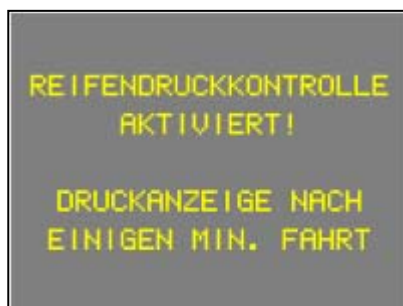 REIFENDRUCKKONTROLLE
AKTIVIERT!
DRUCKANZEIGE NACH
EINIGEN MIN. FAHRT